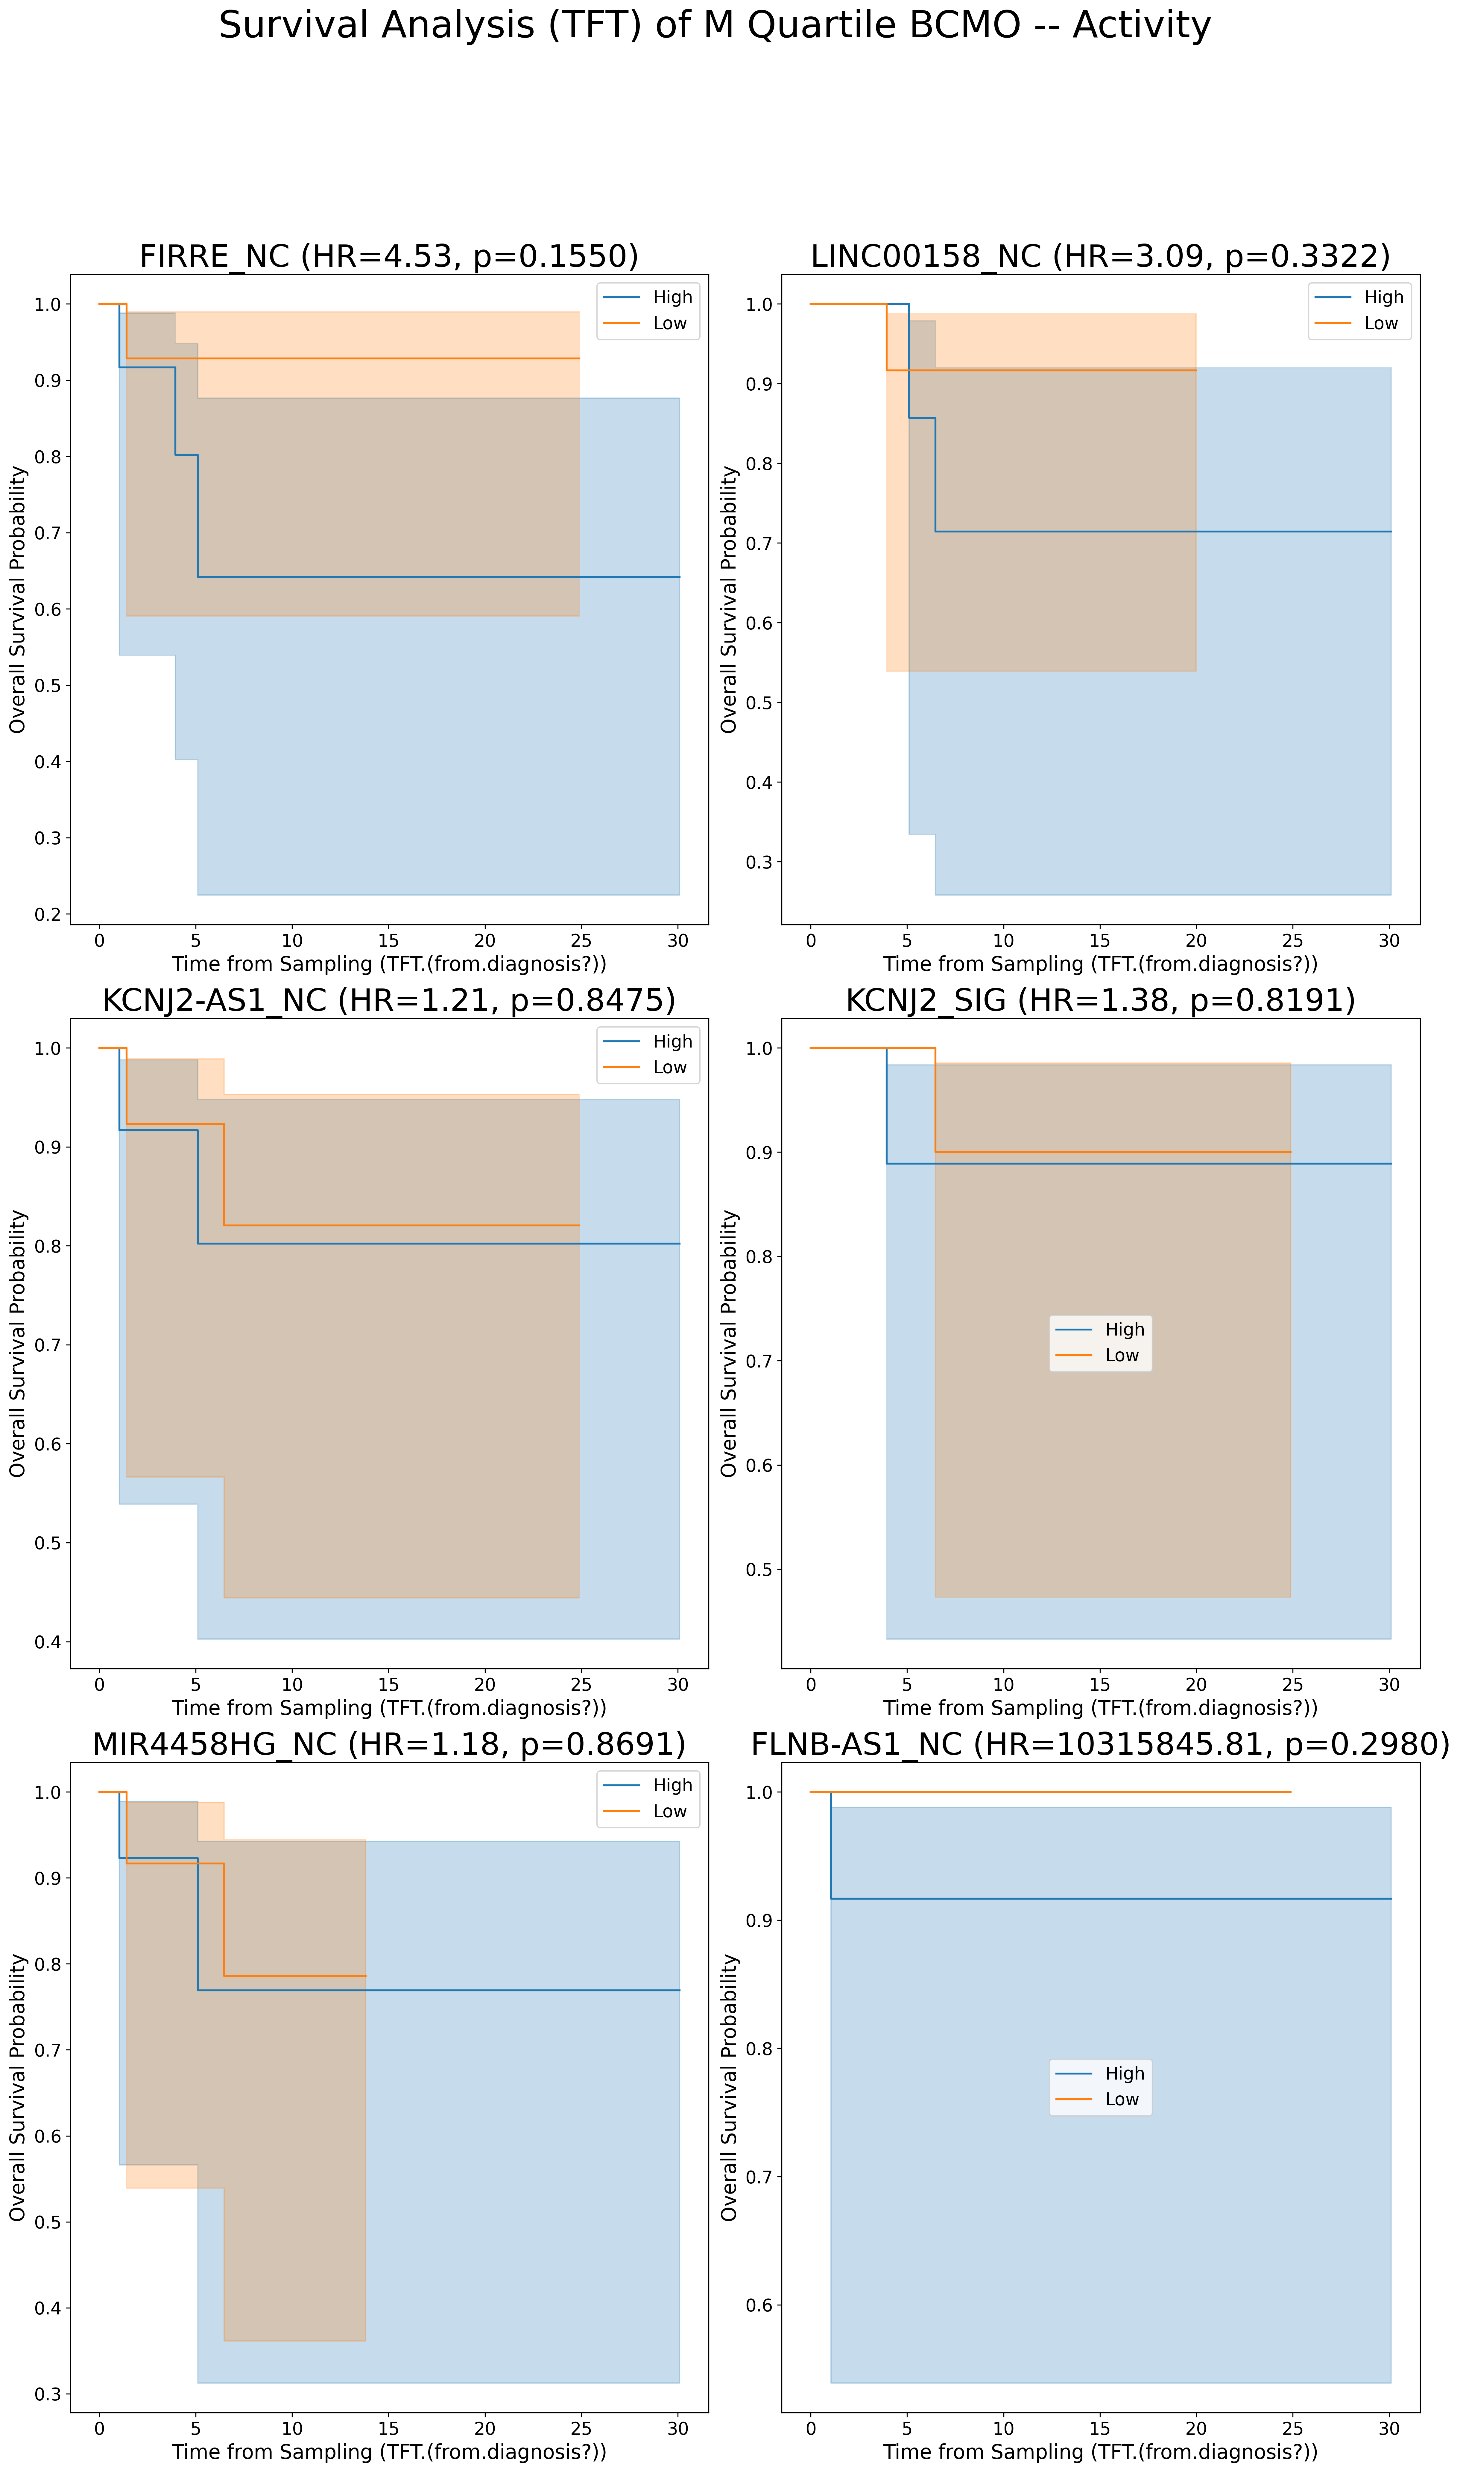 Survival Analysis (TFT) of M Quartile BCMO -- Activity
FIRRE_NC (HR=4.53, p=0.1550)
High
Low
1.0
0.9
0.8
0.7
0.6
0.5
0.4
0.3
0.2
Overall Survival Probability
0 5 10 15 20 25 30
Time from Sampling (TFT.(from.diagnosis?))
LINC00158_NC (HR=3.09, p=0.3322)
High
Low
1.0
0.9
0.8
0.7
0.6
0.5
0.4
0.3
Overall Survival Probability
0 5 10 15 20 25 30
Time from Sampling (TFT.(from.diagnosis?))
KCNJ2-AS1_NC (HR=1.21, p=0.8475)
High
Low
1.0
0.9
0.8
0.7
0.6
0.5
0.4
Overall Survival Probability
0 5 10 15 20 25 30
Time from Sampling (TFT.(from.diagnosis?))
KCNJ2_SIG (HR=1.38, p=0.8191)
High
Low
1.0
0.9
0.8
0.7
0.6
0.5
Overall Survival Probability
0 5 10 15 20 25 30
Time from Sampling (TFT.(from.diagnosis?))
MIR4458HG_NC (HR=1.18, p=0.8691)
High
Low
1.0
0.9
0.8
0.7
0.6
0.5
0.4
0.3
Overall Survival Probability
0 5 10 15 20 25 30
Time from Sampling (TFT.(from.diagnosis?))
FLNB-AS1_NC (HR=10315845.81, p=0.2980)
High
Low
1.0
0.9
0.8
0.7
0.6
Overall Survival Probability
0 5 10 15 20 25 30
Time from Sampling (TFT.(from.diagnosis?))